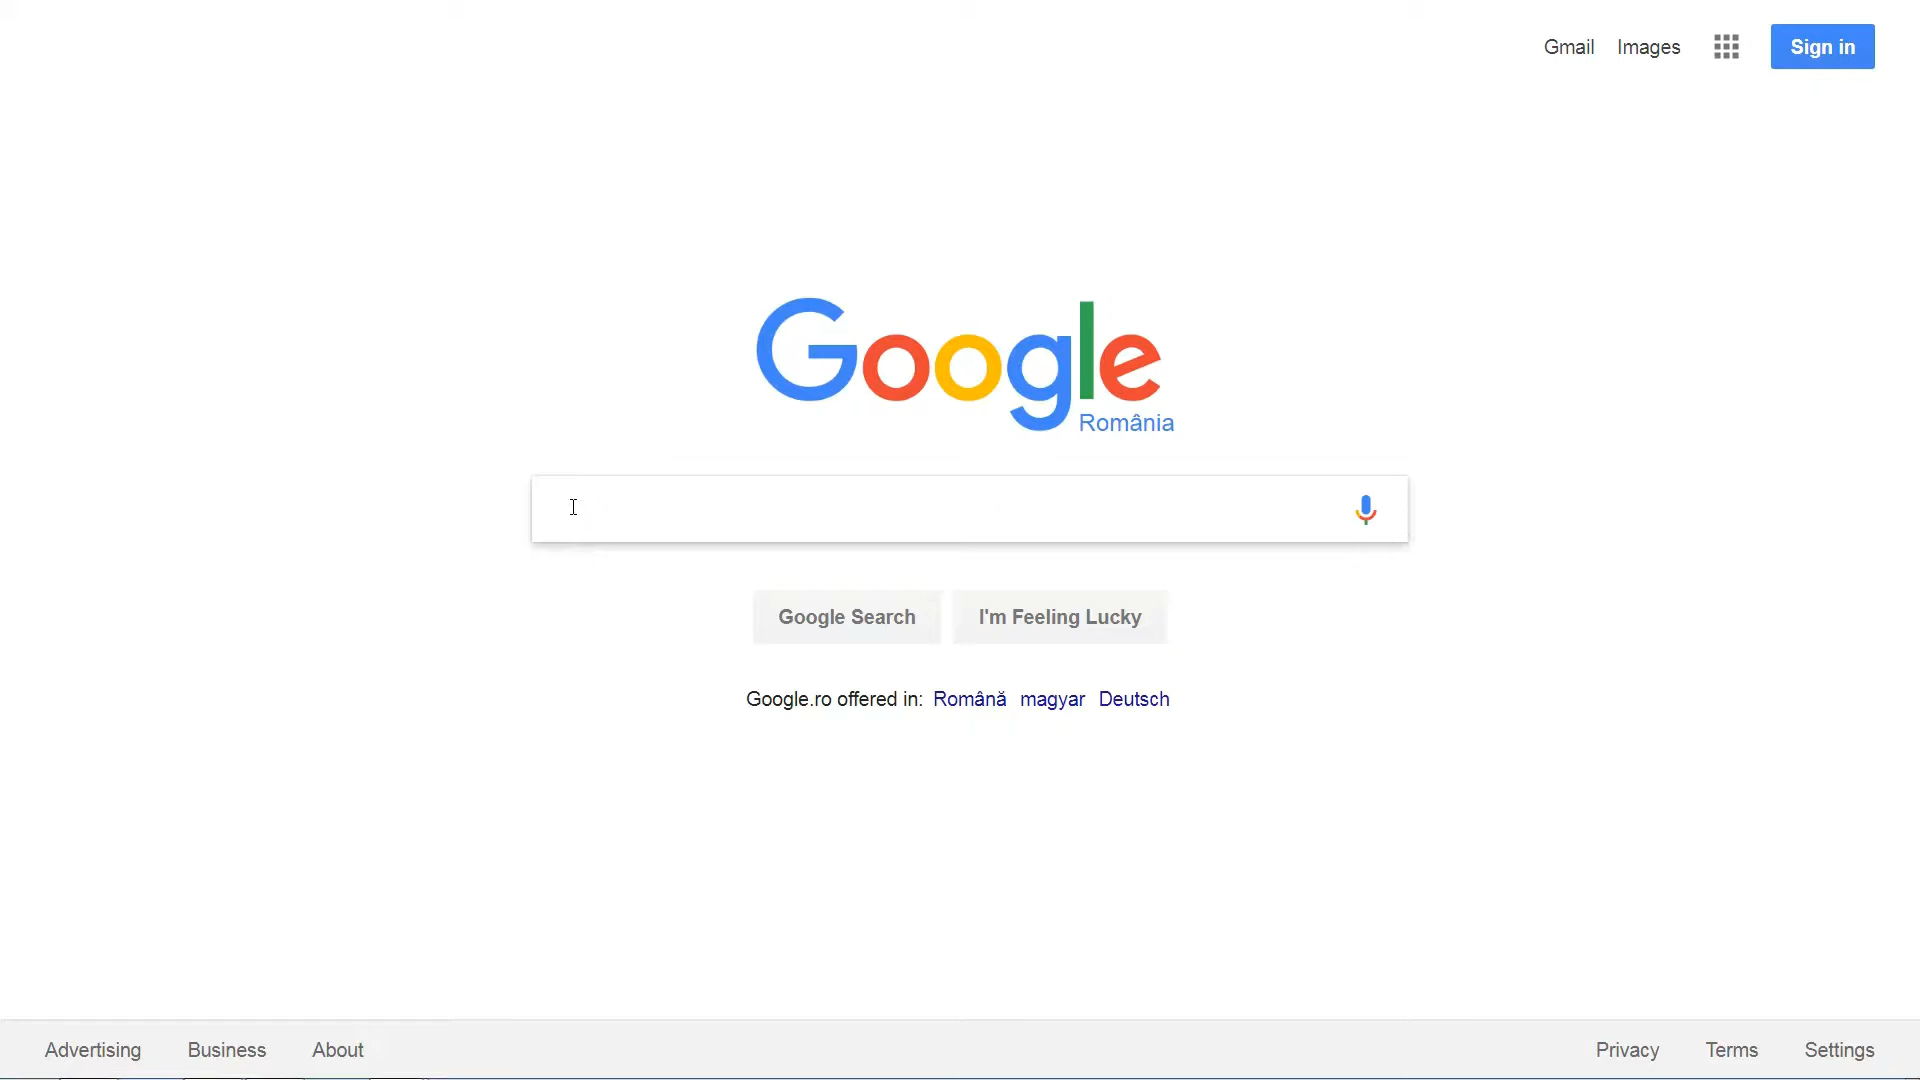 Gmail Images Sign in
Google
România
Google Search I'm Feeling Lucky
Google.ro offered in: Română magyar Deutsch
Advertising Business About Privacy Terms Settings